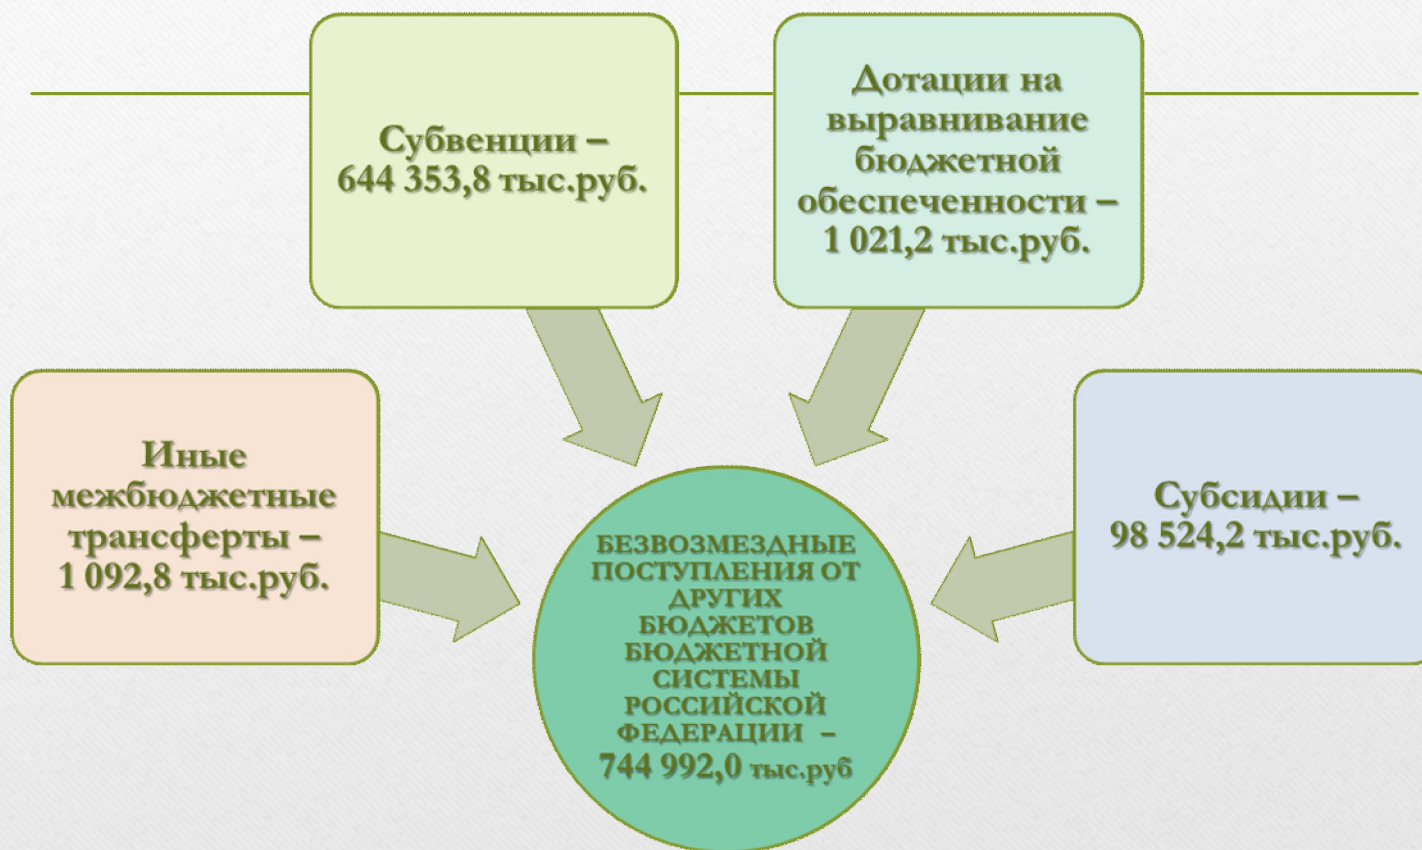 Субвенции –
644 353,8 тыс.руб.
Дотации на
выравнивание
бюджетной
обеспеченности –
1 021,2 тыс.руб.
Иные
межбюджетные
трансферты –
1 092,8 тыс.руб.
Субсидии –
98 524,2 тыс.руб.
БЕЗВОЗМЕЗДНЫЕ
ПОСТУПЛЕНИЯ ОТ
ДРУГИХ
БЮДЖЕТОВ
БЮДЖЕТНОЙ
СИСТЕМЫ
РОССИЙСКОЙ
ФЕДЕРАЦИИ –
744 992,0 тыс.руб